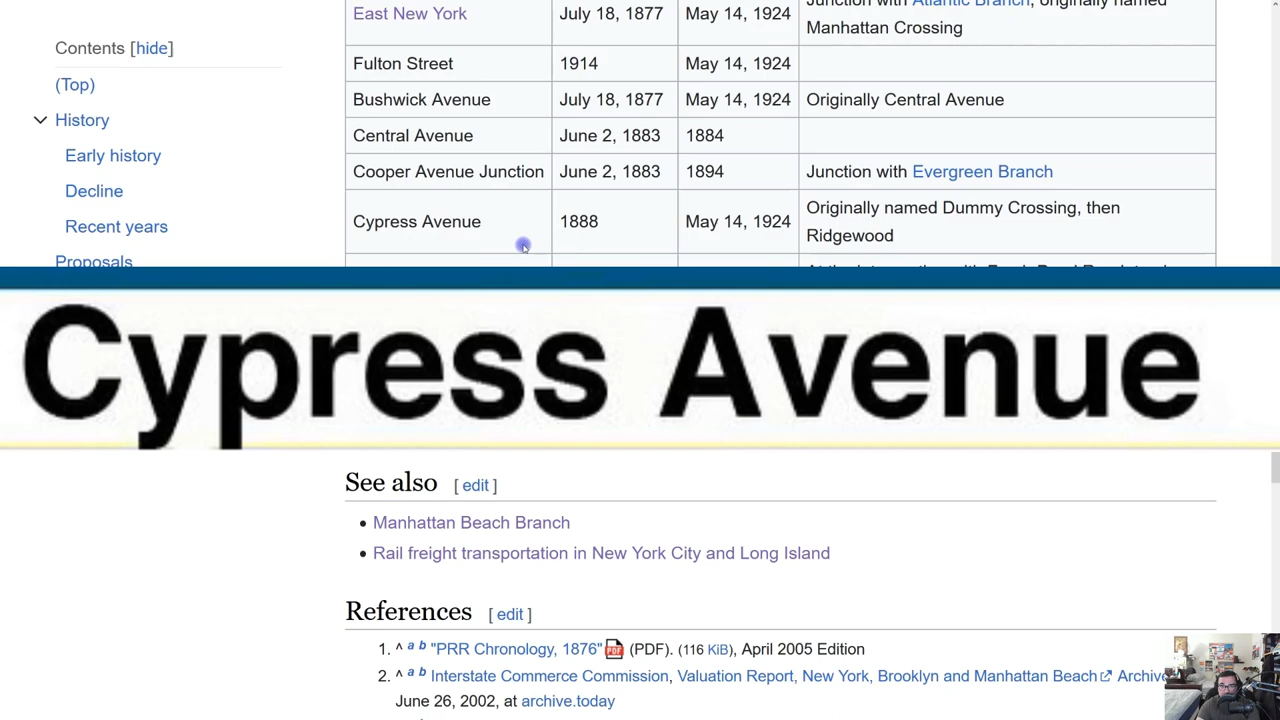 Contents [hide]
(Top)
History
Early history
Decline
Recent years
Proposals
East New York July 18, 1877 May 14, 1924 Junction with Atlantic Branch, originally named
Manhattan Crossing
Fulton Street 1914 May 14, 1924
Bushwick Avenue July 18, 1877 May 14, 1924 Originally Central Avenue
Central Avenue June 2, 1883 1884
Cooper Avenue Junction June 2, 1883 1894 Junction with Evergreen Branch
Cypress Avenue 1888 May 14, 1924 Originally named Dummy Crossing, then
Ridgewood
Cypress Avenue
See also [ edit ]
• Manhattan Beach Branch
• Rail freight transportation in New York City and Long Island
References [ edit ]
1. ^ a b "PRR Chronology, 1876" (PDF). (116 KiB), April 2005 Edition
2. ^ a b Interstate Commerce Commission, Valuation Report, New York, Brooklyn and Manhattan Beach
June 26, 2002, at archive.today